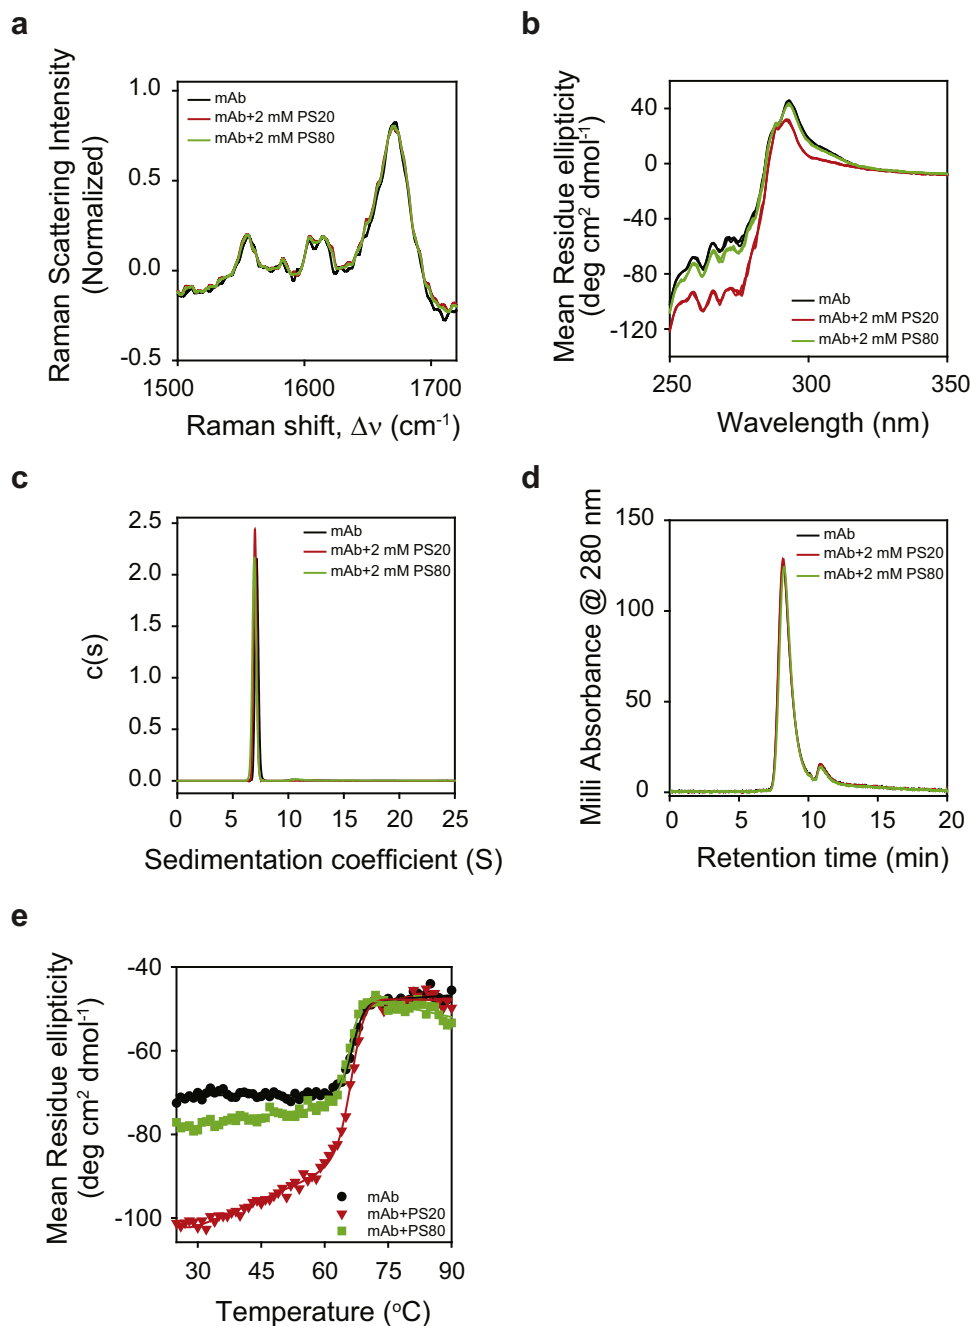 a
Raman Scattering Intensity
(Normalized)
1.0
0.5
0.0
-0.5
mAb
mAb+2 mM PS20
mAb+2 mM PS80
1500
1600
1700
Raman shift, Δν (cm-1)
b
Mean Residue ellipticity
(deg cm2 dmol-1)
40
0
-40
-80
-120
mAb
mAb+2 mM PS20
mAb+2 mM PS80
250
300
350
Wavelength (nm)
c
c(s)
2.5
2.0
1.5
1.0
0.5
0.0
mAb
mAb+2 mM PS20
mAb+2 mM PS80
0
5
10
15
20
25
Sedimentation coefficient (S)
d
Milli Absorbance @ 280 nm
150
100
50
0
mAb
mAb+2 mM PS20
mAb+2 mM PS80
0
5
10
15
20
Retention time (min)
e
Mean Residue ellipticity
(deg cm2 dmol-1)
-40
-60
-80
-100
mAb
mAb+PS20
mAb+PS80
30
45
60
75
90
Temperature (oC)